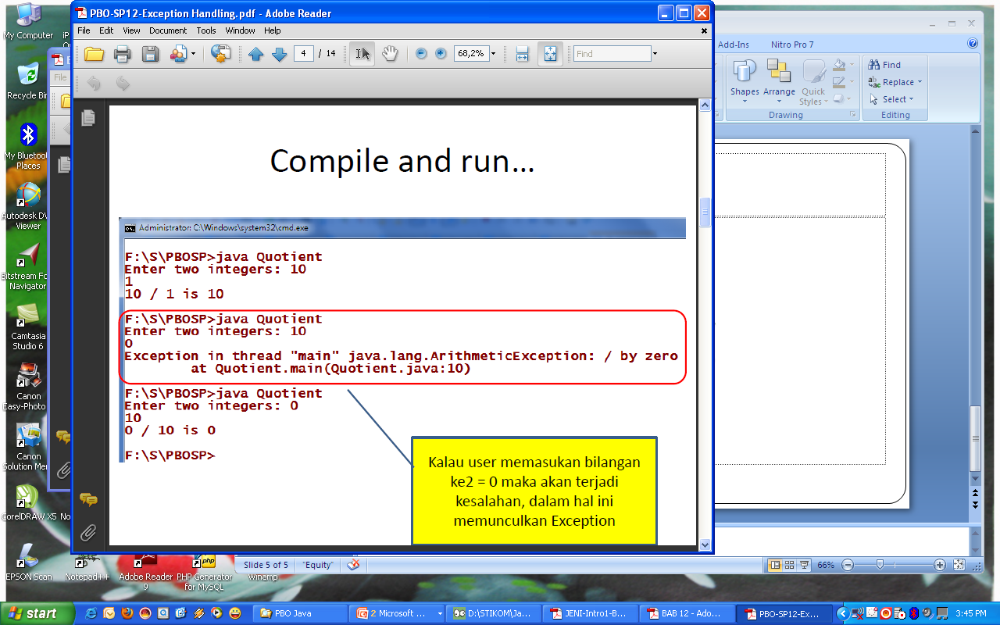 My Computer
Recycle Bin
My Bluetoo
Places
Autodesk DW
Viewer
Bitstream Fo
Navigator
Camtasia
Studio 6
Canon
Easy-Photo
Canon
Solution Me
CorelDRAW X5
No
EPSON Scan
Notepad++
Adobe Reader
9
PHP Generator
for MySQL
Winamp
PBO-SP12-Exception Handling.pdf - Adobe Reader
File Edit View Document Tools Window Help
4 / 14 68,2% Find
Compile and run...
Administrator: C:\Windows\system32\cmd.exe
F:\S\PBOSP>java Quotient
Enter two integers: 10
1
10 / 1 is 10
F:\S\PBOSP>java Quotient
Enter two integers: 10
0
Exception in thread "main" java.lang.ArithmeticException: / by zero
at Quotient.main(Quotient.java:10)
F:\S\PBOSP>java Quotient
Enter two integers: 0
10
0 / 10 is 0
F:\S\PBOSP>
Kalau user memasukan bilangan
ke2 = 0 maka akan terjadi
kesalahan, dalam hal ini
memunculkan Exception
File
Add-Ins Nitro Pro 7
Shapes Arrange Quick
Styles
Drawing
Find
Replace
Select
Editing
Slide 5 of 5 "Equity" 66%
start
PBO Java
2 Microsoft ...
D:\STIKOM\Ja...
JENI-Intro1-B...
BAB 12 - Ado...
PBO-SP12-Ex...
3:45 PM